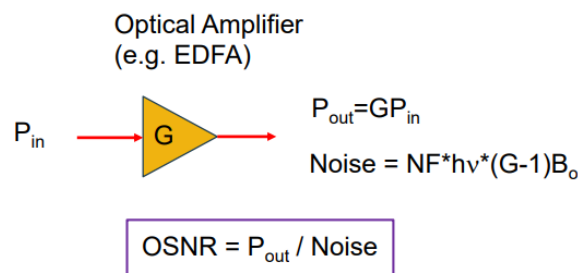 Optical Amplifier
(e.g. EDFA)
P_in
G
P_out=GP_in
Noise = NF*hν*(G-1)B_o
OSNR = P_out / Noise